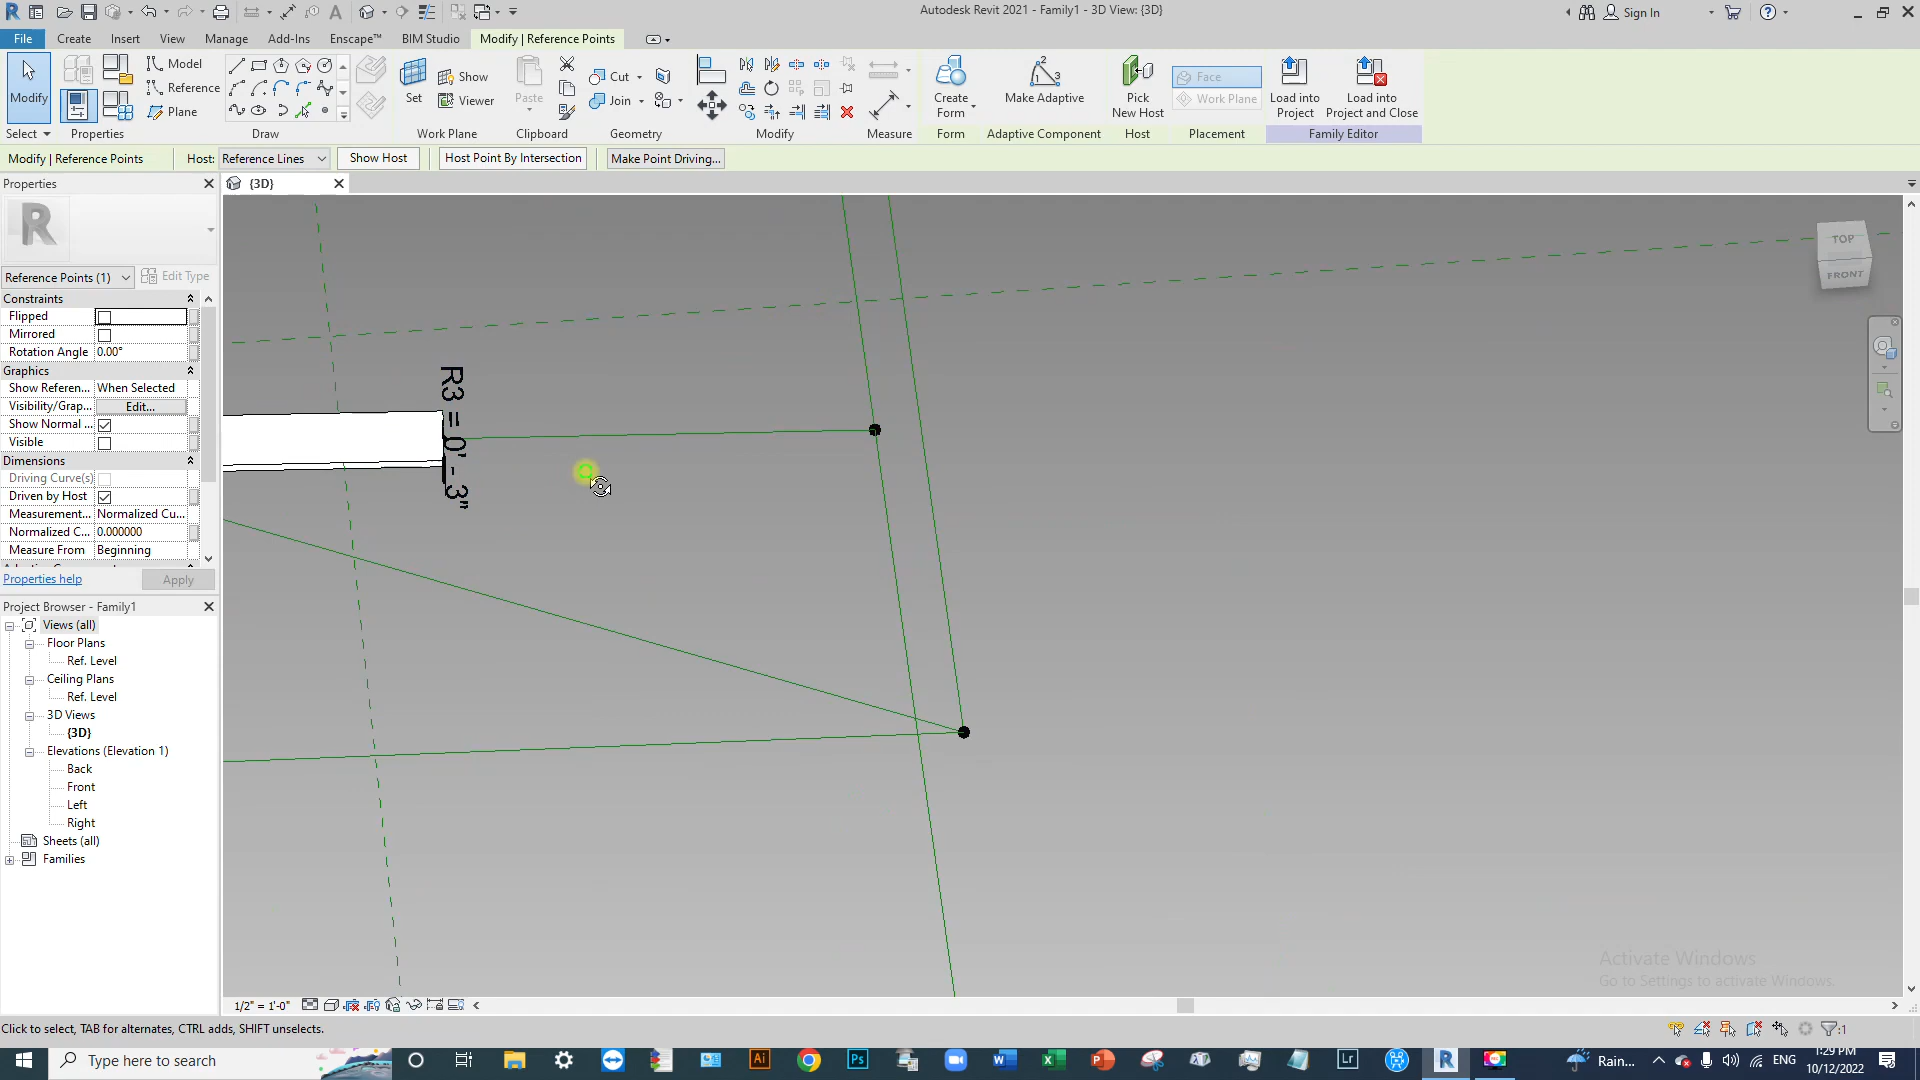 Autodesk Revit 2021 - Family1 - 3D View: {3D}
Sign In
File Create Insert View Manage Add-Ins Enscape™ BIM Studio Modify | Reference Points
Modify
Model
Reference
Plane
Set
Show
Viewer
Paste
Cut
Join
Create Form
Make Adaptive
Pick New Host
Face
Work Plane
Load into Project
Load into Project and Close
Select Properties Draw Work Plane Clipboard Geometry Modify Measure Form Adaptive Component Host Placement Family Editor
Modify | Reference Points Host: Reference Lines Show Host Host Point By Intersection Make Point Driving...
Properties
{3D}
R
Reference Points (1) Edit Type
Constraints
Flipped
Mirrored
Rotation Angle 0.00°
Graphics
Show Referen... When Selected
Visibility/Grap... Edit...
Show Normal ...
Visible
Dimensions
Driving Curve(s)
Driven by Host
Measurement... Normalized Cu...
Normalized C... 0.000000
Measure From Beginning
Properties help Apply
Project Browser - Family1
Views (all)
Floor Plans
Ref. Level
Ceiling Plans
Ref. Level
3D Views
{3D}
Elevations (Elevation 1)
Back
Front
Left
Right
Sheets (all)
Families
R3 = 0' - 3"
TOP
FRONT
Activate Windows
Go to Settings to activate Windows.
1/2" = 1'-0"
Click to select, TAB for alternates, CTRL adds, SHIFT unselects.
:1
Type here to search
Rain...
ENG
1:29 PM
10/12/2022